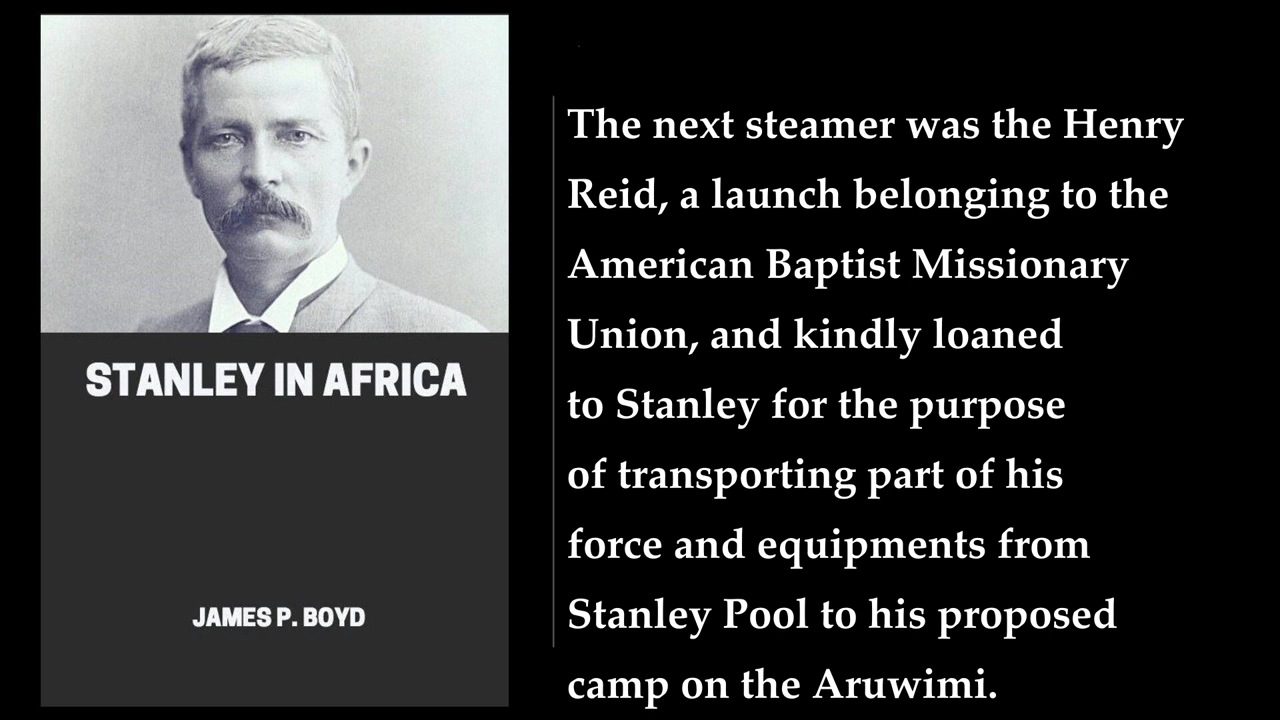 STANLEY IN AFRICA
JAMES P. BOYD
The next steamer was the Henry
Reid, a launch belonging to the
American Baptist Missionary
Union, and kindly loaned
to Stanley for the purpose
of transporting part of his
force and equipments from
Stanley Pool to his proposed
camp on the Aruwimi.